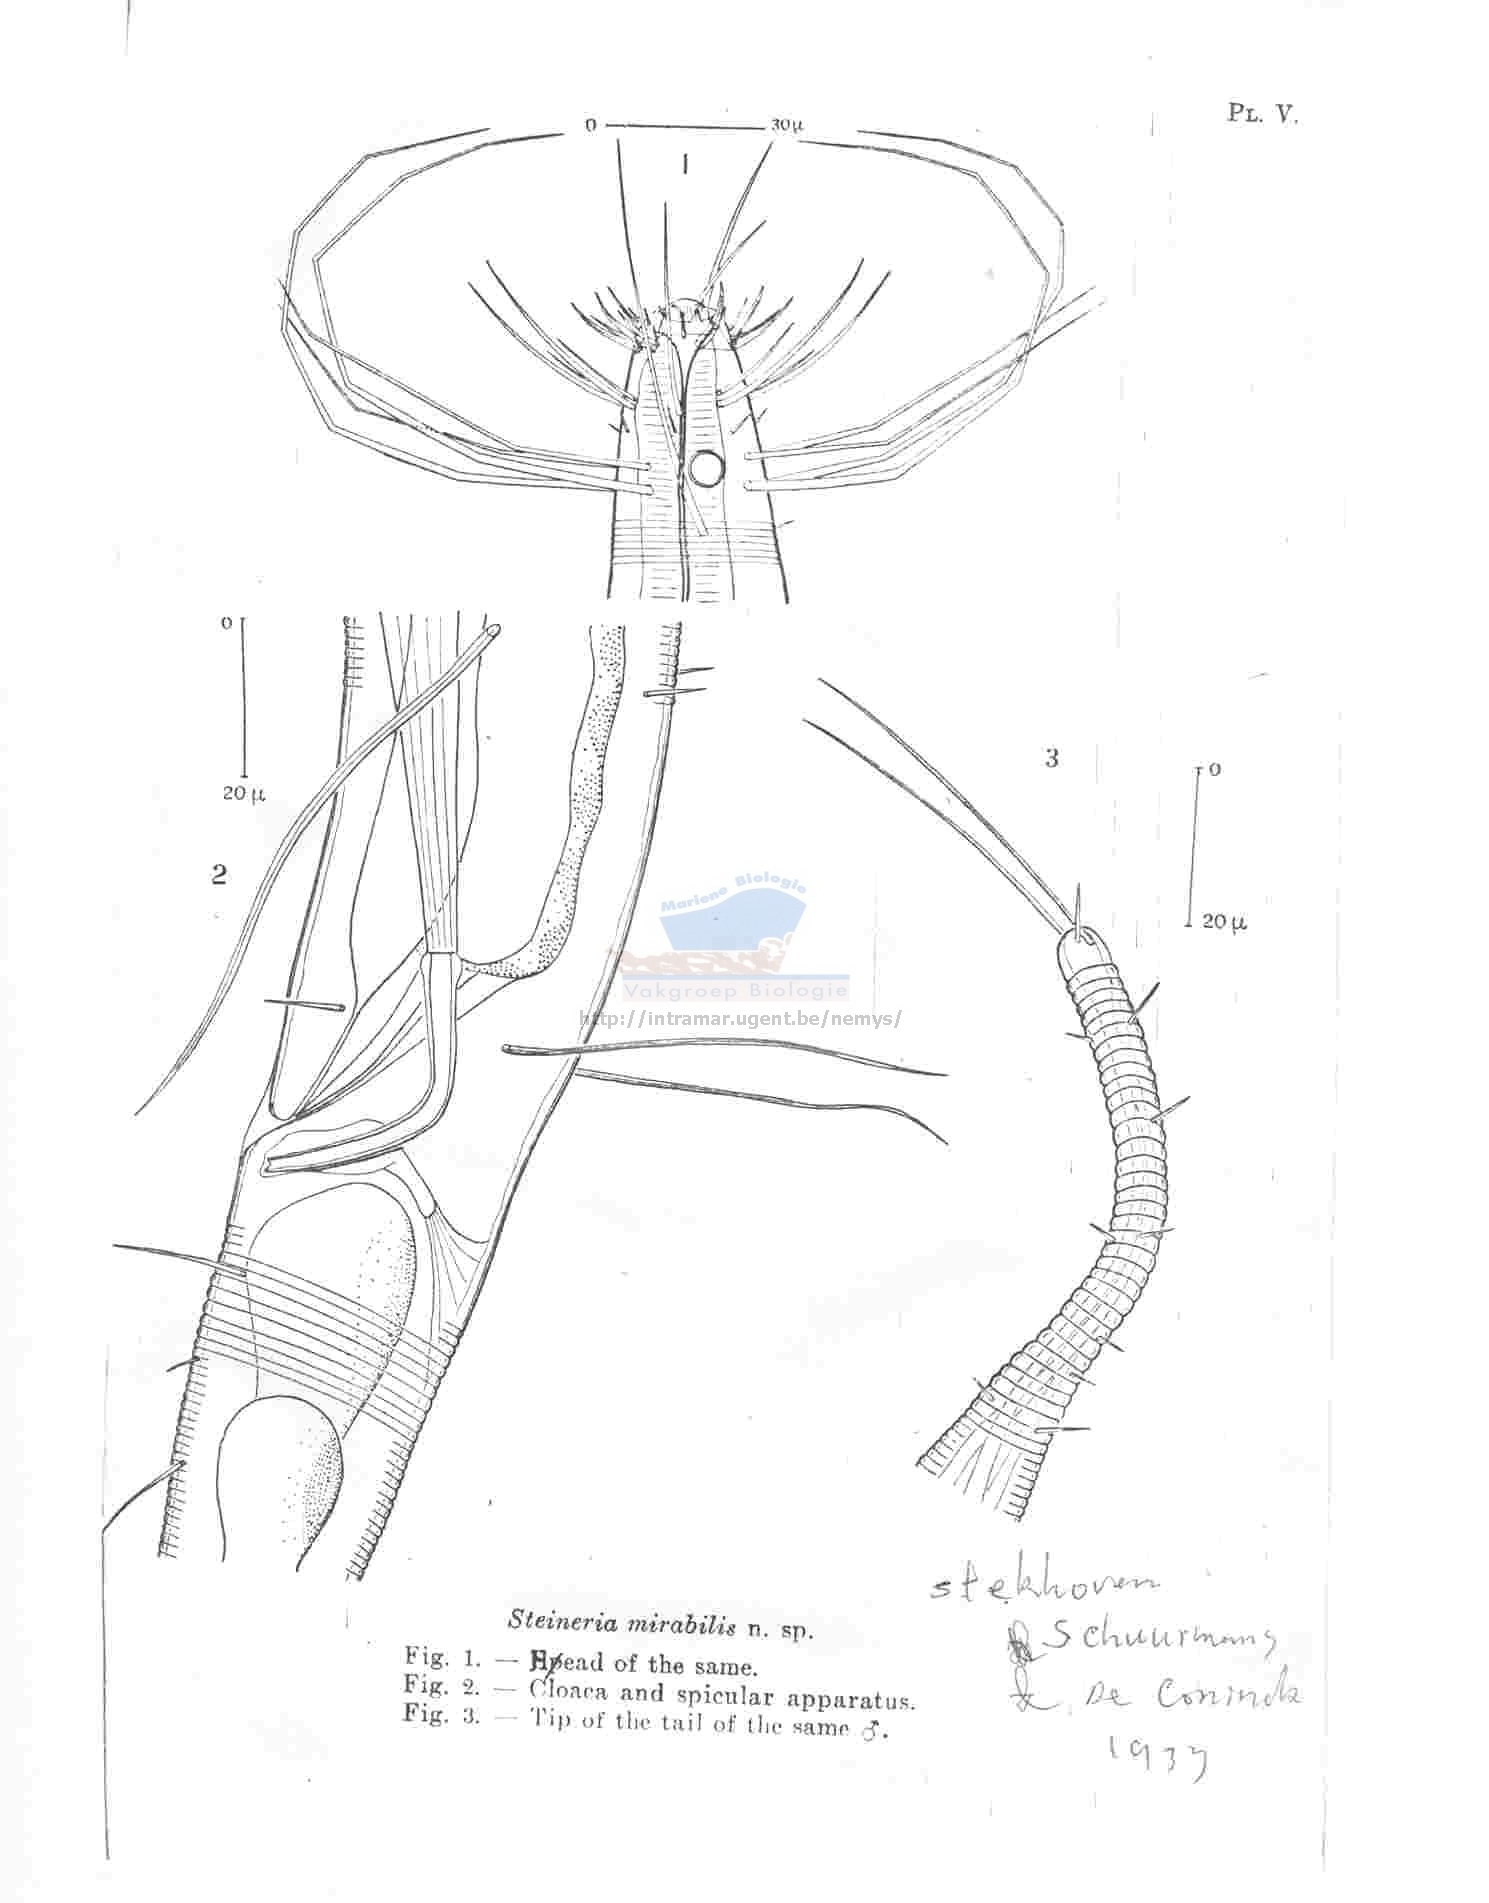 PL. V.
0 30µ
1
0
20 µ
2
3
0
20 µ
Mariene Biologie
Vakgroep Biologie
http://intramar.ugent.be/nemys/
Steineria mirabilis n. sp.
Fig. 1. — Head of the same.
Fig. 2. — Cloaca and spicular apparatus.
Fig. 3. — Tip of the tail of the same ♂.
stekhoven
Schuurmans
& De Coninck